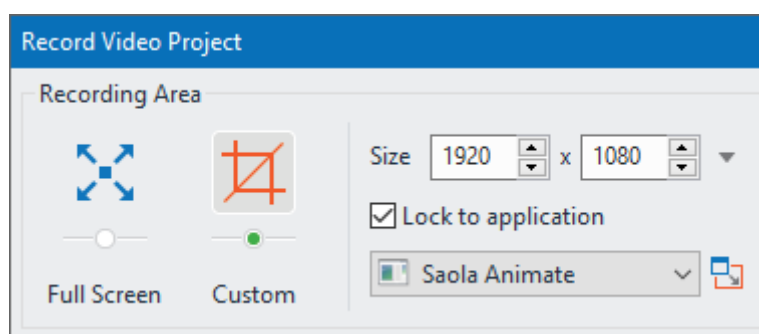 Record Video Project
Recording Area
Size 1920 x 1080
Lock to application
Saola Animate
Full Screen Custom